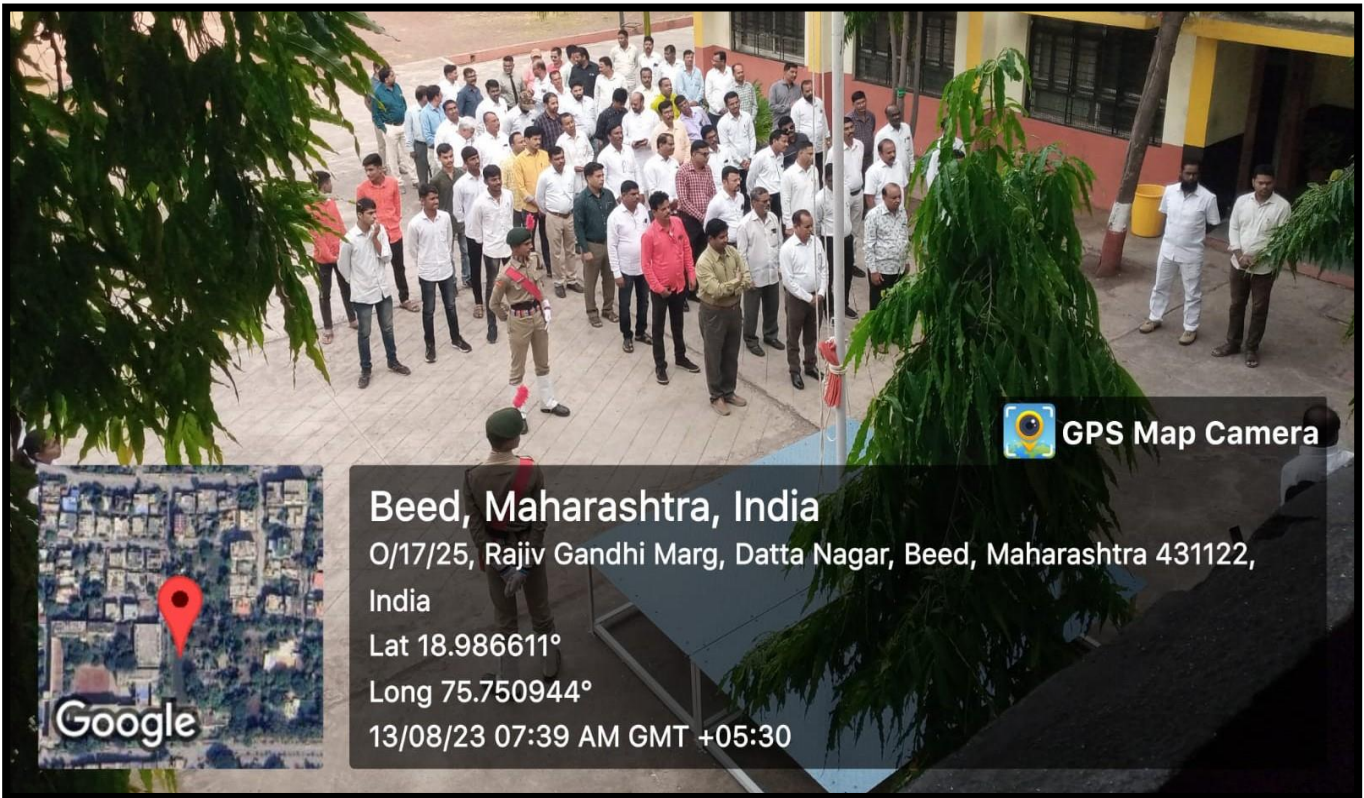 GPS Map Camera
Beed, Maharashtra, India
O/17/25, Rajiv Gandhi Marg, Datta Nagar, Beed, Maharashtra 431122,
India
Lat 18.986611°
Long 75.750944°
13/08/23 07:39 AM GMT +05:30
Google